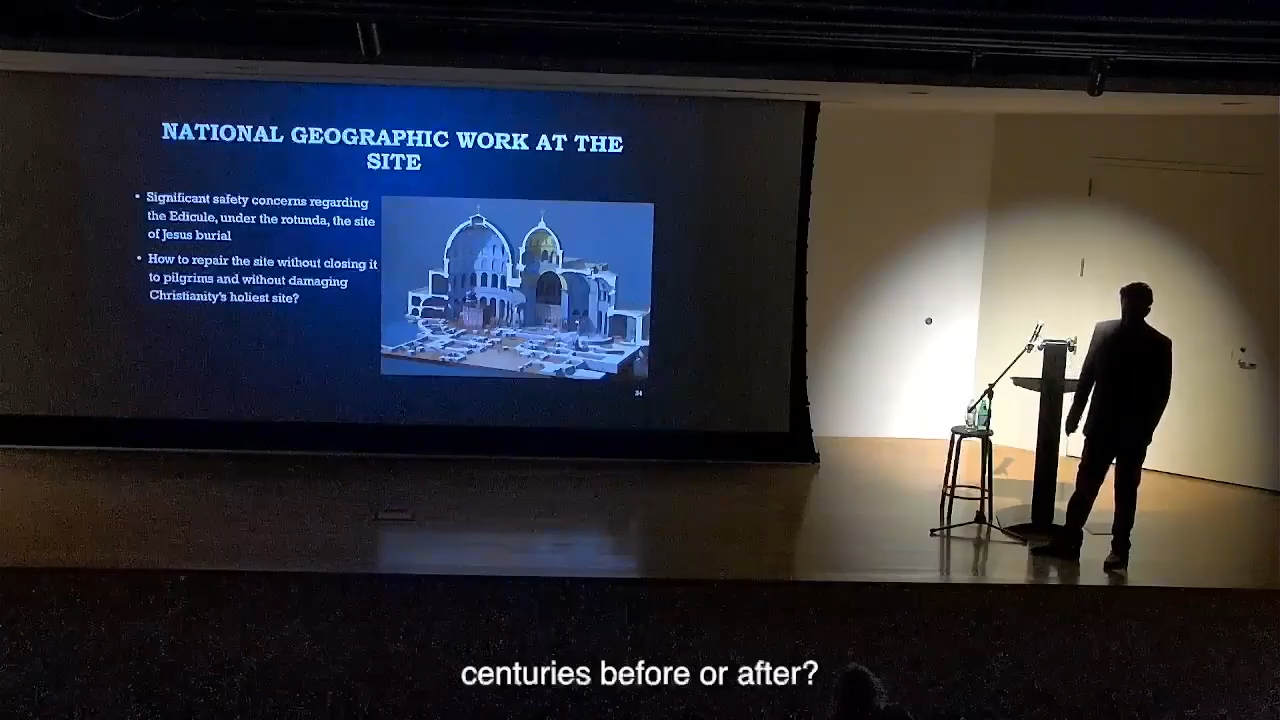 NATIONAL GEOGRAPHIC WORK AT THE
SITE
• Significant safety concerns regarding
the Edicule, under the rotunda, the site
of Jesus burial
• How to repair the site without closing it
to pilgrims and without damaging
Christianity's holiest site?
34
centuries before or after?